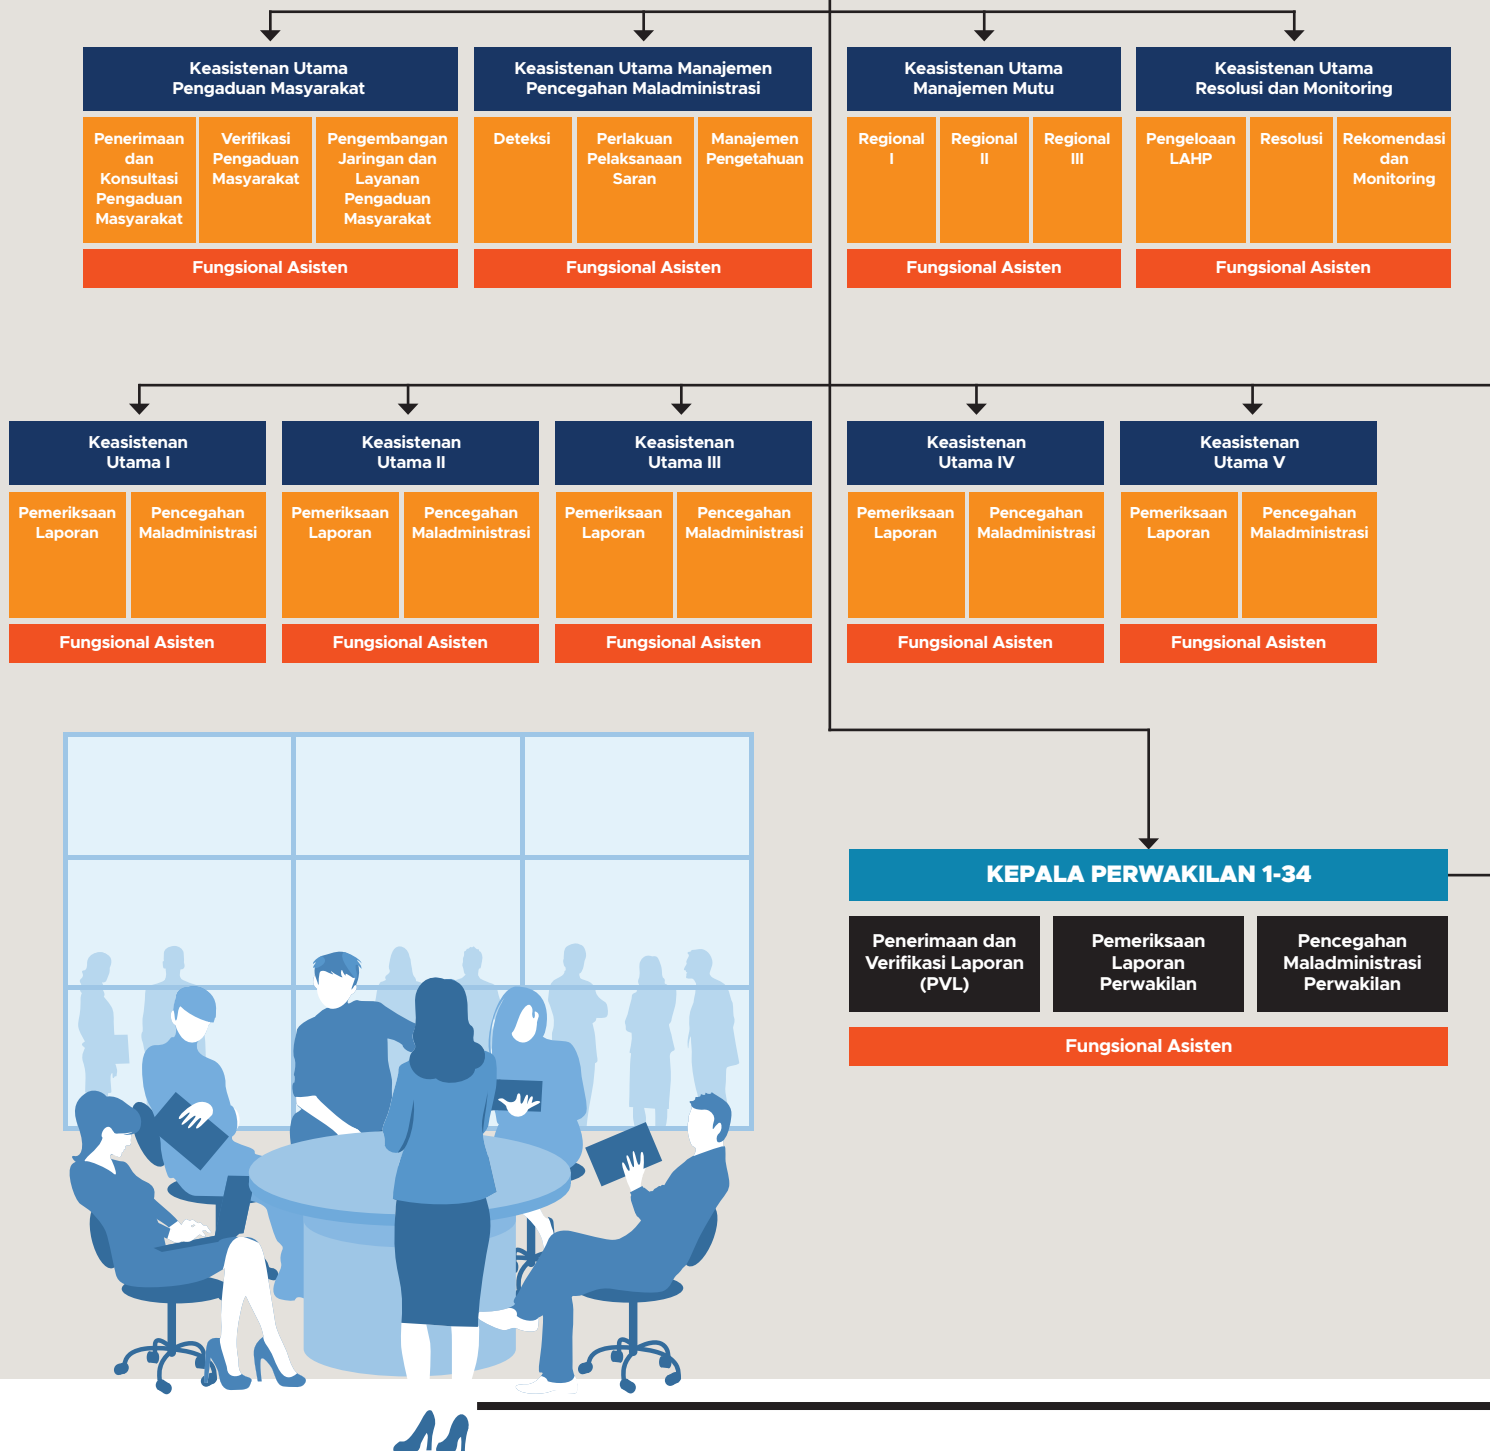 Keasistenan Utama
Pengaduan Masyarakat
Penerimaan
dan
Konsultasi
Pengaduan
Masyarakat
Verifikasi
Pengaduan
Masyarakat
Pengembangan
Jaringan dan
Layanan
Pengaduan
Masyarakat
Fungsional Asisten
Keasistenan Utama Manajemen
Pencegahan Maladministrasi
Deteksi
Perlakuan
Pelaksanaan
Saran
Manajemen
Pengetahuan
Fungsional Asisten
Keasistenan Utama
Manajemen Mutu
Regional
I
Regional
II
Regional
III
Fungsional Asisten
Keasistenan Utama
Resolusi dan Monitoring
Pengeloaan
LAHP
Resolusi
Rekomendasi
dan
Monitoring
Fungsional Asisten
Keasistenan
Utama I
Pemeriksaan
Laporan
Pencegahan
Maladministrasi
Fungsional Asisten
Keasistenan
Utama II
Pemeriksaan
Laporan
Pencegahan
Maladministrasi
Fungsional Asisten
Keasistenan
Utama III
Pemeriksaan
Laporan
Pencegahan
Maladministrasi
Fungsional Asisten
Keasistenan
Utama IV
Pemeriksaan
Laporan
Pencegahan
Maladministrasi
Fungsional Asisten
Keasistenan
Utama V
Pemeriksaan
Laporan
Pencegahan
Maladministrasi
Fungsional Asisten
KEPALA PERWAKILAN 1-34
Penerimaan dan
Verifikasi Laporan
(PVL)
Pemeriksaan
Laporan
Perwakilan
Pencegahan
Maladministrasi
Perwakilan
Fungsional Asisten